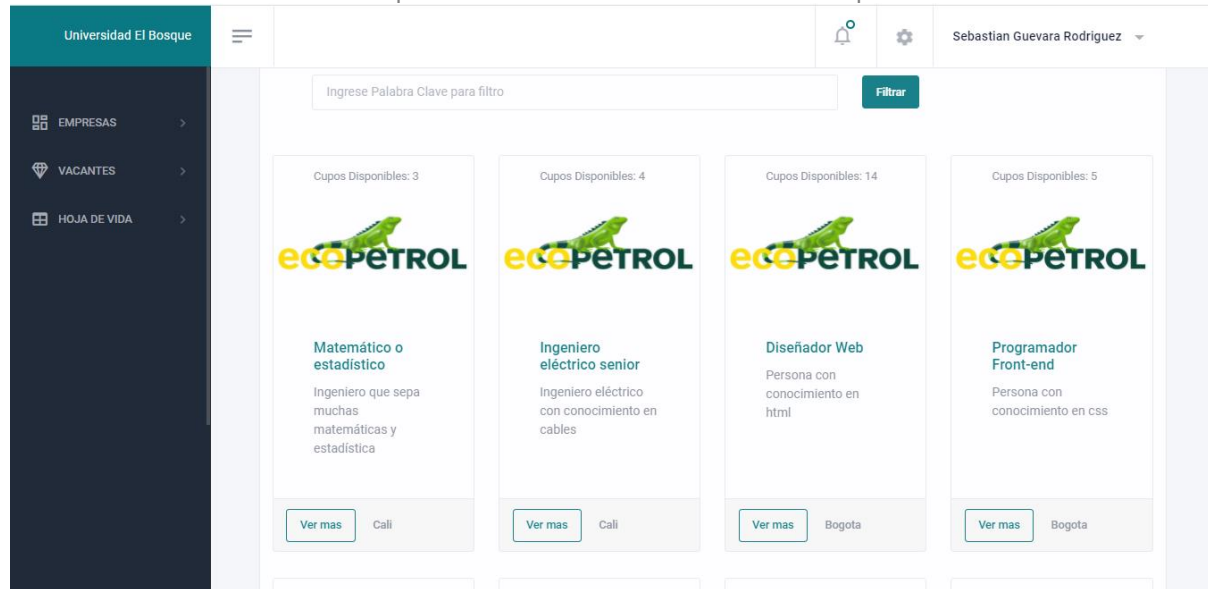 Universidad El Bosque
Sebastian Guevara Rodriguez
Ingrese Palabra Clave para filtro
Filtrar
EMPRESAS
VACANTES
HOJA DE VIDA
Cupos Disponibles: 3
ecopetrol
Matemático o
estadístico
Ingeniero que sepa
muchas
matemáticas y
estadística
Ver mas
Cali
Cupos Disponibles: 4
ecopetrol
Ingeniero
eléctrico senior
Ingeniero eléctrico
con conocimiento en
cables
Ver mas
Cali
Cupos Disponibles: 14
ecopetrol
Diseñador Web
Persona con
conocimiento en
html
Ver mas
Bogota
Cupos Disponibles: 5
ecopetrol
Programador
Front-end
Persona con
conocimiento en css
Ver mas
Bogota